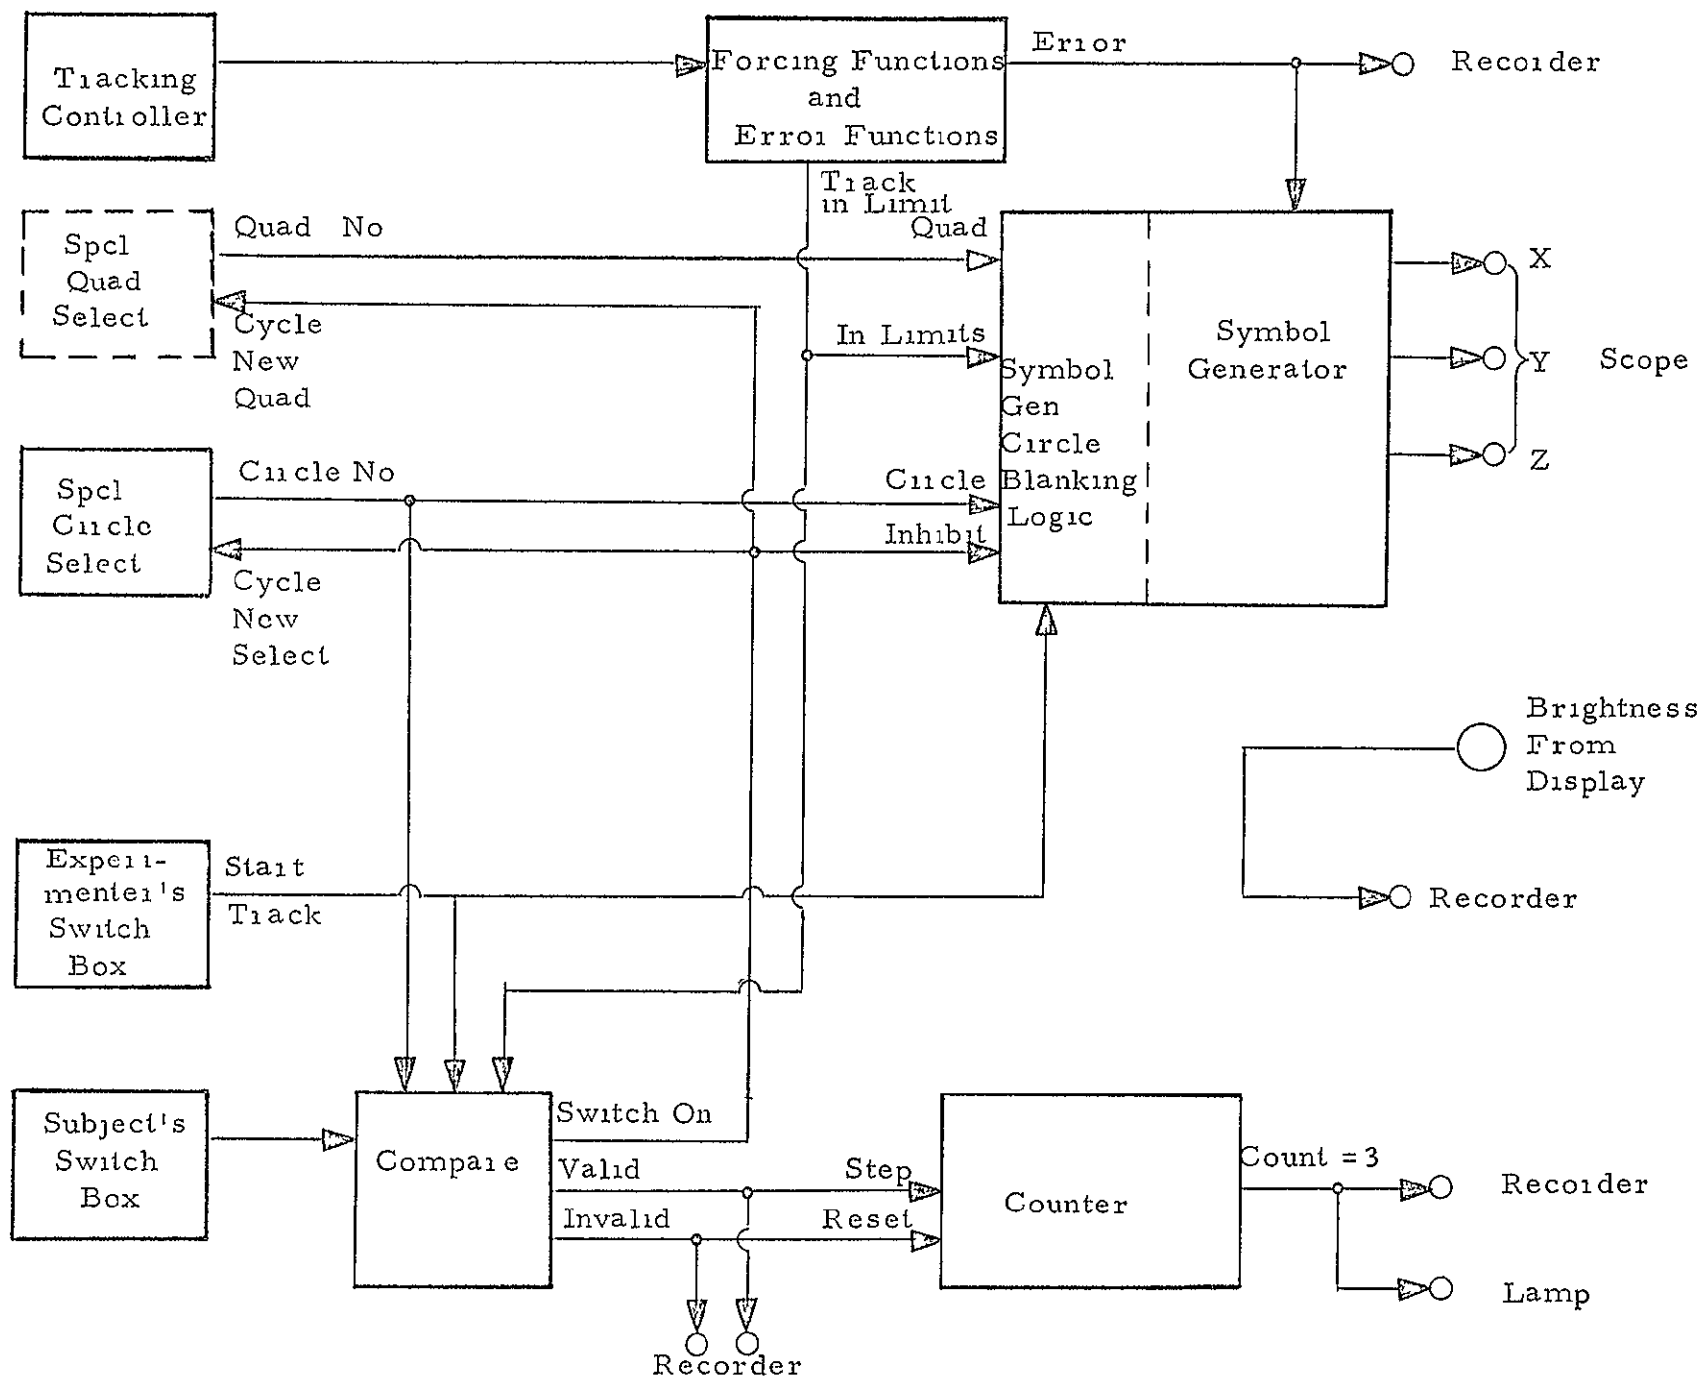 Tracking
Controller
Forcing Functions
and
Error Functions
Error
Recorder
Track
in Limit
Spcl
Quad
Select
Quad No
Quad
Cycle
New
Quad
In Limits
Symbol
Gen
Circle
Blanking
Logic
Symbol
Generator
X
Y
Z
Scope
Spcl
Circle
Select
Circle No
Circle
Inhibit
Cycle
New
Select
Brightness
From
Display
Recorder
Experi-
menter's
Switch
Box
Start
Track
Subject's
Switch
Box
Compare
Switch On
Valid
Step
Invalid
Reset
Counter
Count = 3
Recorder
Lamp
Recorder